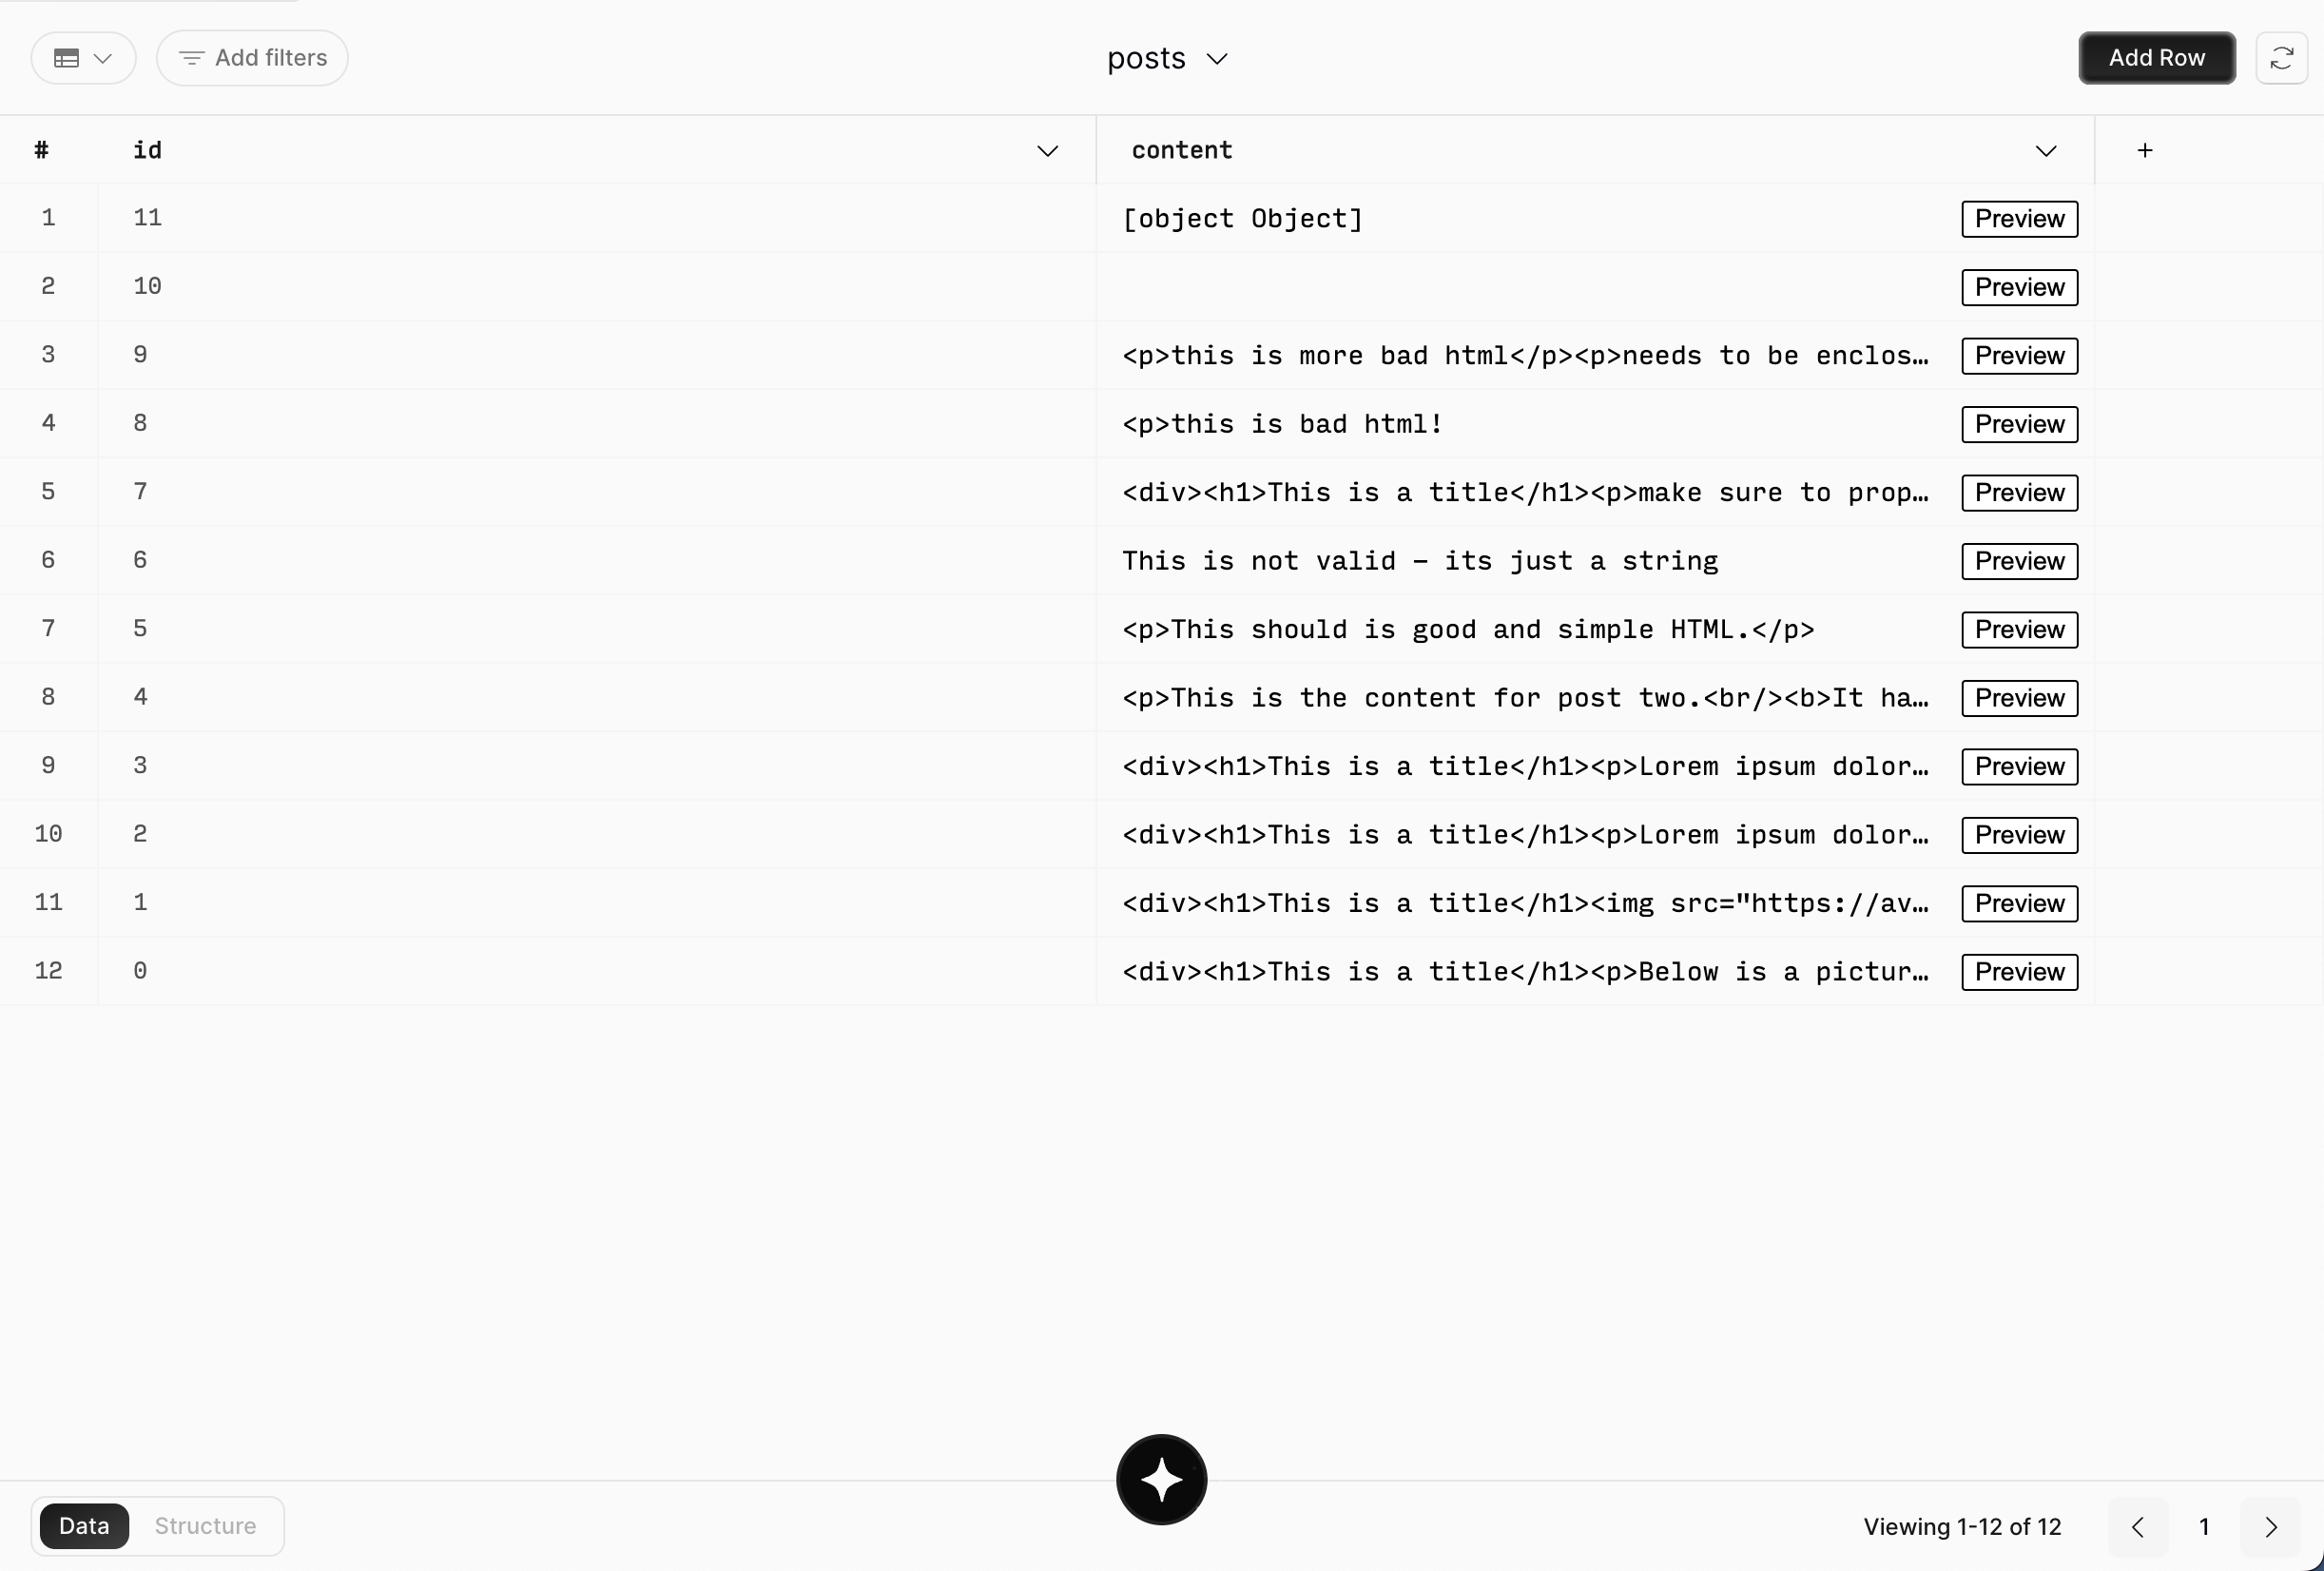 Add filters
posts
Add Row
# id content +
1 11 [object Object] Preview
2 10 Preview
3 9 <p>this is more bad html</p><p>needs to be enclos… Preview
4 8 <p>this is bad html! Preview
5 7 <div><h1>This is a title</h1><p>make sure to prop… Preview
6 6 This is not valid – its just a string Preview
7 5 <p>This should is good and simple HTML.</p> Preview
8 4 <p>This is the content for post two.<br/><b>It ha… Preview
9 3 <div><h1>This is a title</h1><p>Lorem ipsum dolor… Preview
10 2 <div><h1>This is a title</h1><p>Lorem ipsum dolor… Preview
11 1 <div><h1>This is a title</h1><img src="https://av… Preview
12 0 <div><h1>This is a title</h1><p>Below is a pictur… Preview
Data Structure
Viewing 1-12 of 12 1